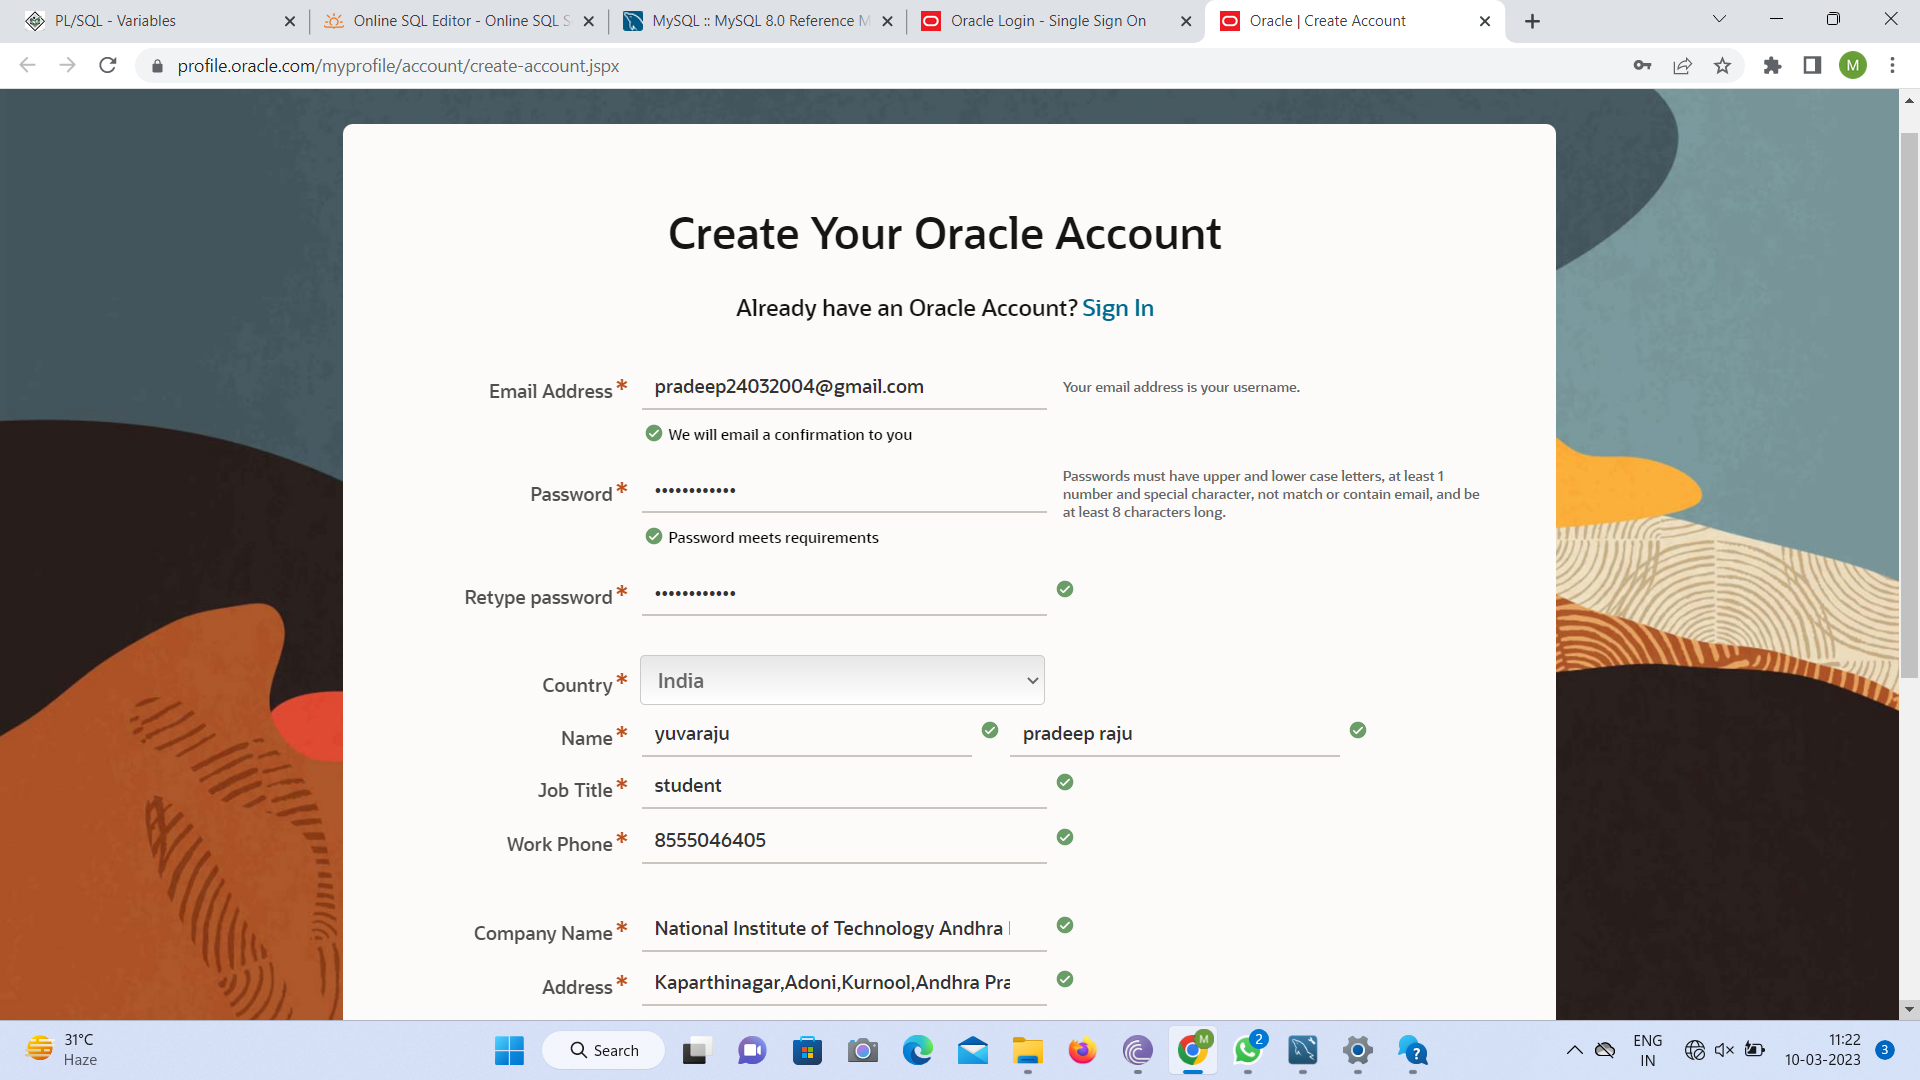 PL/SQL - Variables
Online SQL Editor - Online SQL S
MySQL :: MySQL 8.0 Reference M
Oracle Login - Single Sign On
Oracle | Create Account
profile.oracle.com/myprofile/account/create-account.jspx
M
Create Your Oracle Account
Already have an Oracle Account? Sign In
Email Address* pradeep24032004@gmail.com Your email address is your username.
We will email a confirmation to you
Password* •••••••••••• Passwords must have upper and lower case letters, at least 1
number and special character, not match or contain email, and be
at least 8 characters long.
Password meets requirements
Retype password* ••••••••••••
Country* India
Name* yuvaraju pradeep raju
Job Title* student
Work Phone* 8555046405
Company Name* National Institute of Technology Andhra
Address* Kaparthinagar,Adoni,Kurnool,Andhra Pra
31°C
Haze
Search
M
2
ENG
IN
11:22
10-03-2023
3